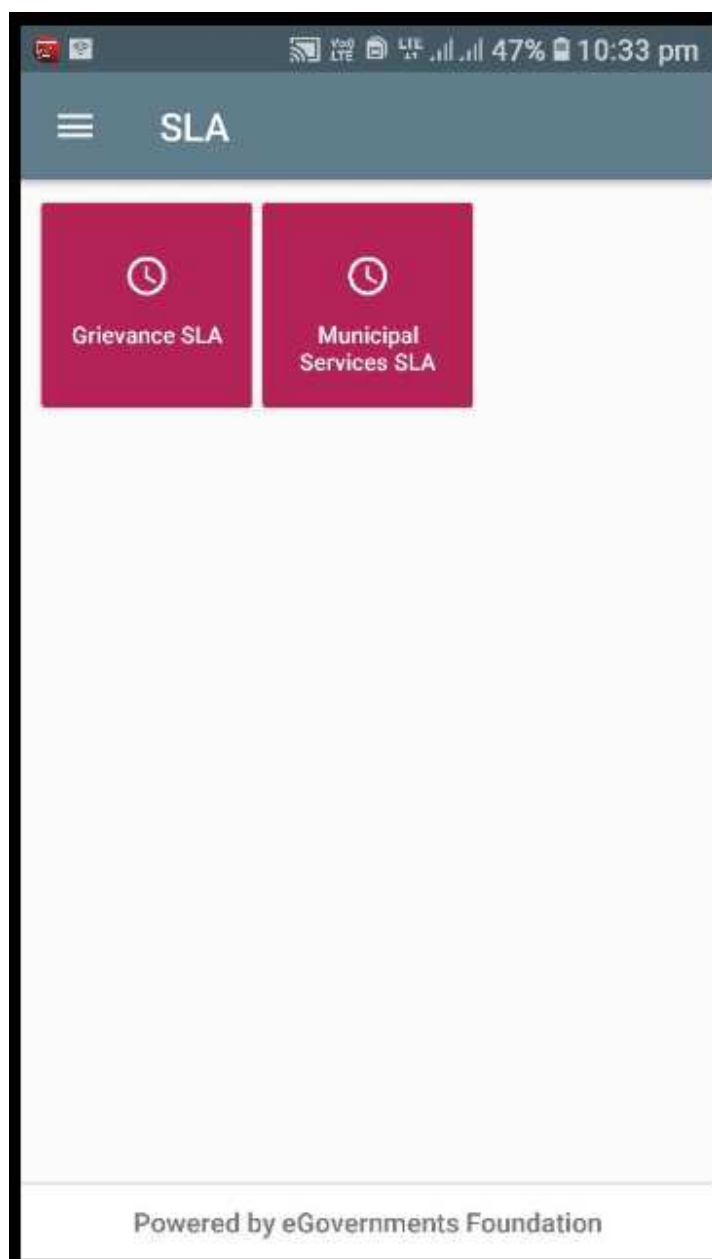 47% 10:33 pm
SLA
Grievance SLA
Municipal
Services SLA
Powered by eGovernments Foundation